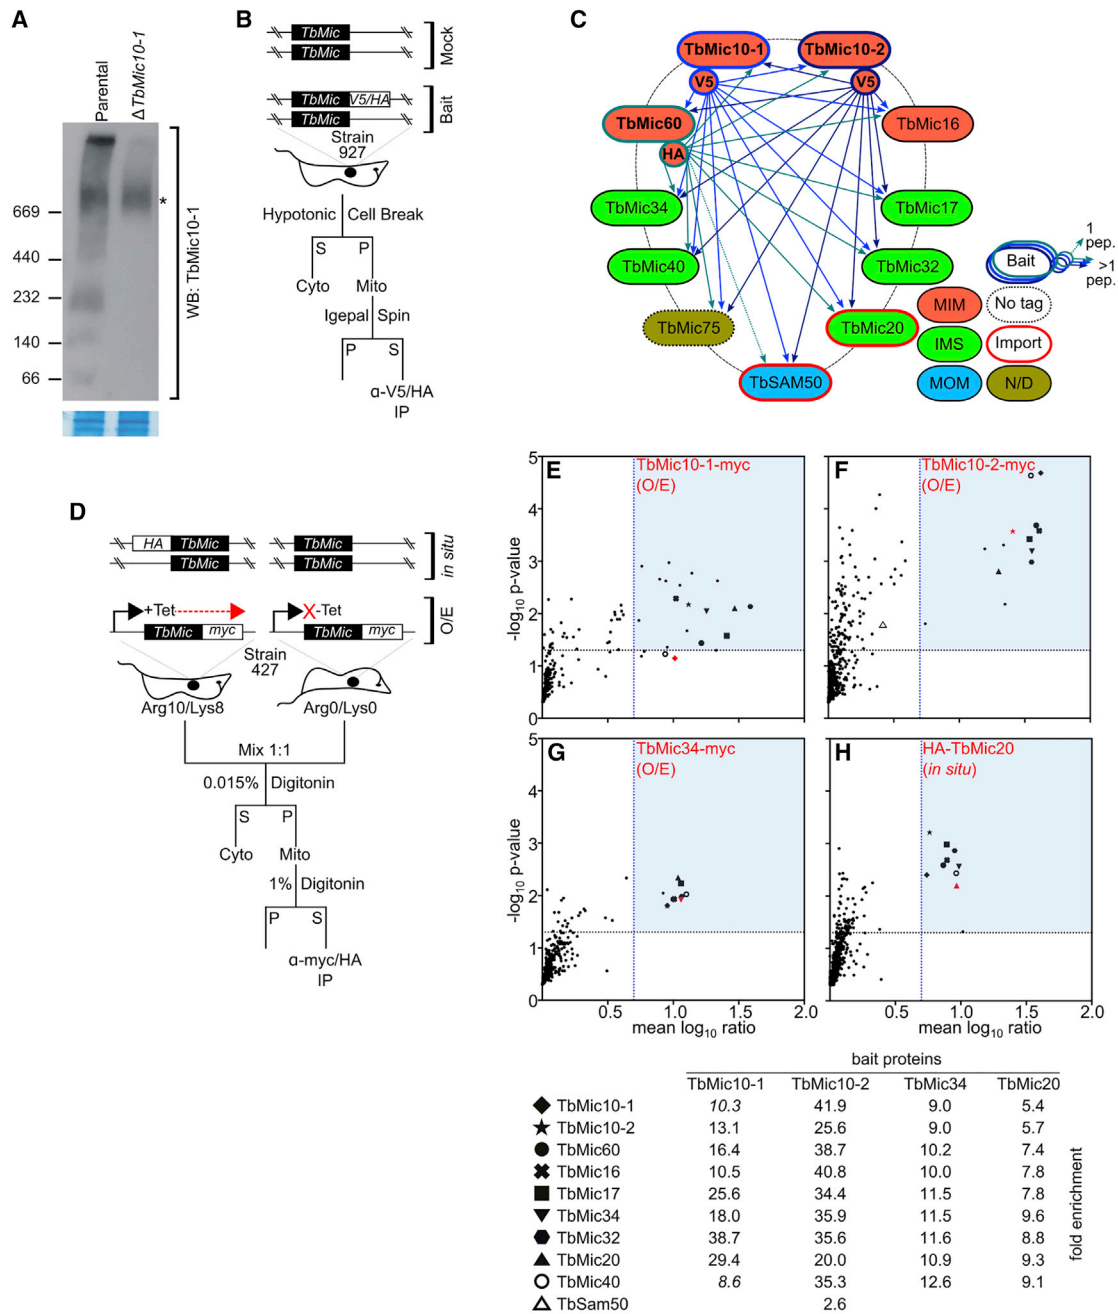 A
Parental
ΔTbMic10-1
669
440
232
140
66
*
WB: TbMic10-1
B
TbMic
TbMic
Mock
TbMic V5/HA
TbMic
Bait
Strain
927
Hypotonic Cell Break
S P
Cyto Mito
Igepal Spin
P S
α-V5/HA
IP
C
TbMic10-1
TbMic10-2
V5
V5
TbMic60
HA
TbMic16
TbMic34
TbMic17
TbMic40
TbMic32
TbMic75
TbMic20
TbSAM50
Bait
1
pep.
>1
pep.
MIM
No tag
IMS
Import
MOM
N/D
D
HA TbMic
TbMic
TbMic
TbMic
in situ
+Tet
X -Tet
TbMic myc
TbMic myc
O/E
Strain
427
Arg10/Lys8
Arg0/Lys0
Mix 1:1
0.015% Digitonin
S P
Cyto Mito
1% Digitonin
P S
α-myc/HA
IP
E
TbMic10-1-myc
(O/E)
F
TbMic10-2-myc
(O/E)
5
4
3
2
1
0
-log10 p-value
G
TbMic34-myc
(O/E)
H
HA-TbMic20
(in situ)
5
4
3
2
1
0
-log10 p-value
0.5 1.0 1.5 2.0
mean log10 ratio
0.5 1.0 1.5 2.0
mean log10 ratio
bait proteins
TbMic10-1 TbMic10-2 TbMic34 TbMic20
TbMic10-1 10.3 41.9 9.0 5.4
TbMic10-2 13.1 25.6 9.0 5.7
TbMic60 16.4 38.7 10.2 7.4
TbMic16 10.5 40.8 10.0 7.8
TbMic17 25.6 34.4 11.5 7.8
TbMic34 18.0 35.9 11.5 9.6
TbMic32 38.7 35.6 11.6 8.8
TbMic20 29.4 20.0 10.9 9.3
TbMic40 8.6 35.3 12.6 9.1
TbSam50 2.6
fold enrichment